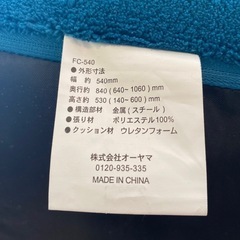 FC-540
●外形寸法
幅 約 540mm
奥行約 840(640~1060)mm
高さ約 530(140~600)mm
●構造部材 金属(スチール)
●張り材 ポリエステル100%
●クッション材 ウレタンフォーム
株式会社オーヤマ
0120-935-335
MADE IN CHINA